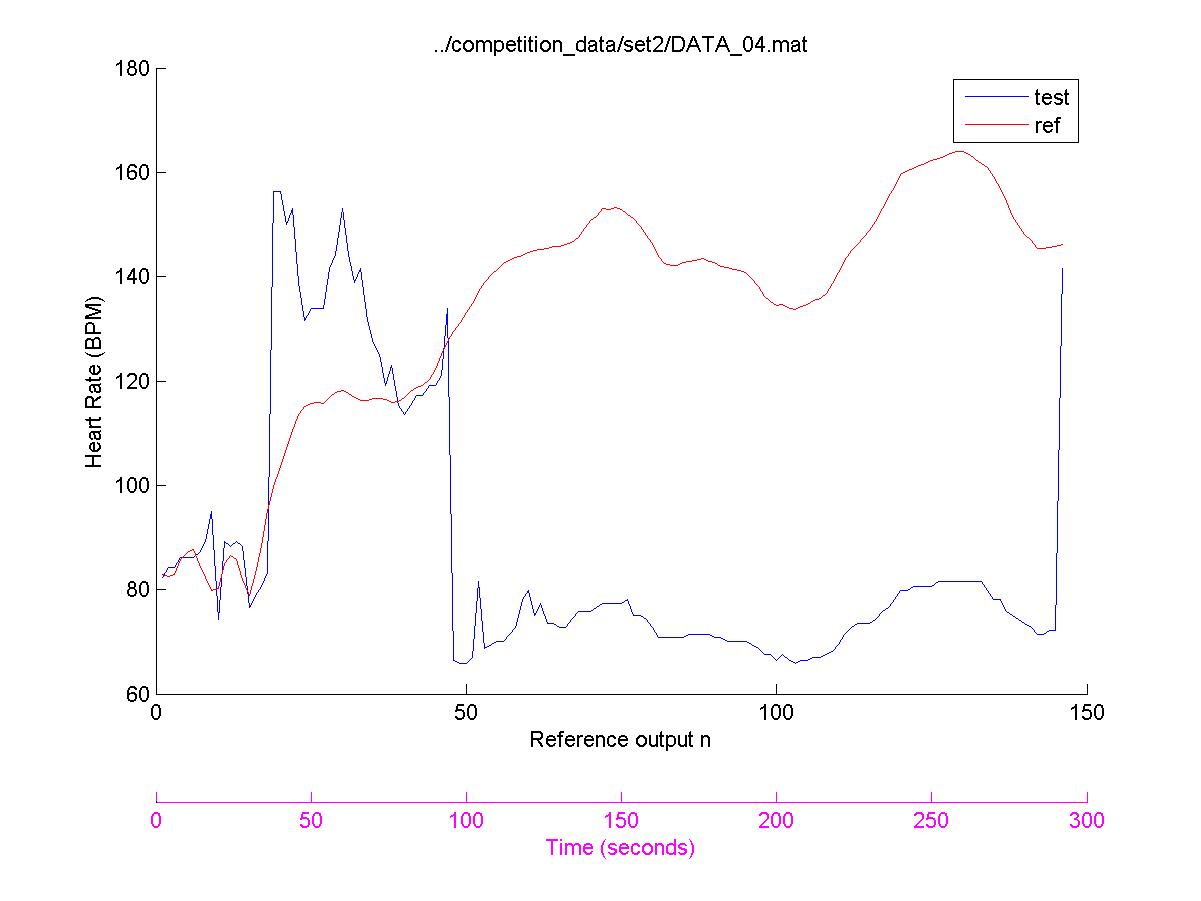 ../competition_data/set2/DATA_04.mat
180
160
140
120
100
80
60
Heart Rate (BPM)
test
ref
0 50 100 150
Reference output n
0 50 100 150 200 250 300
Time (seconds)